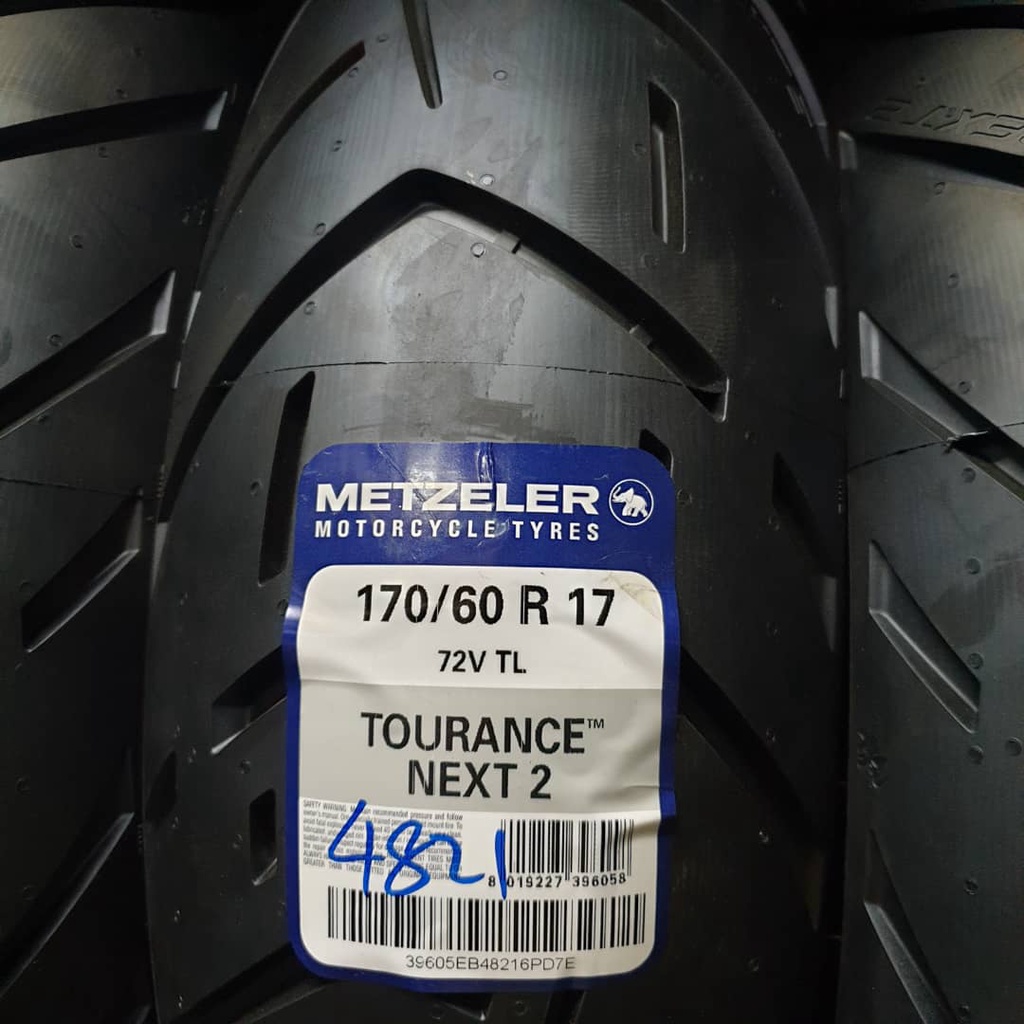 METZELER
MOTORCYCLE TYRES
170/60 R 17
72V TL
TOURANCE™
NEXT 2
4821
8 019227 396058
39605EB48216PD7E